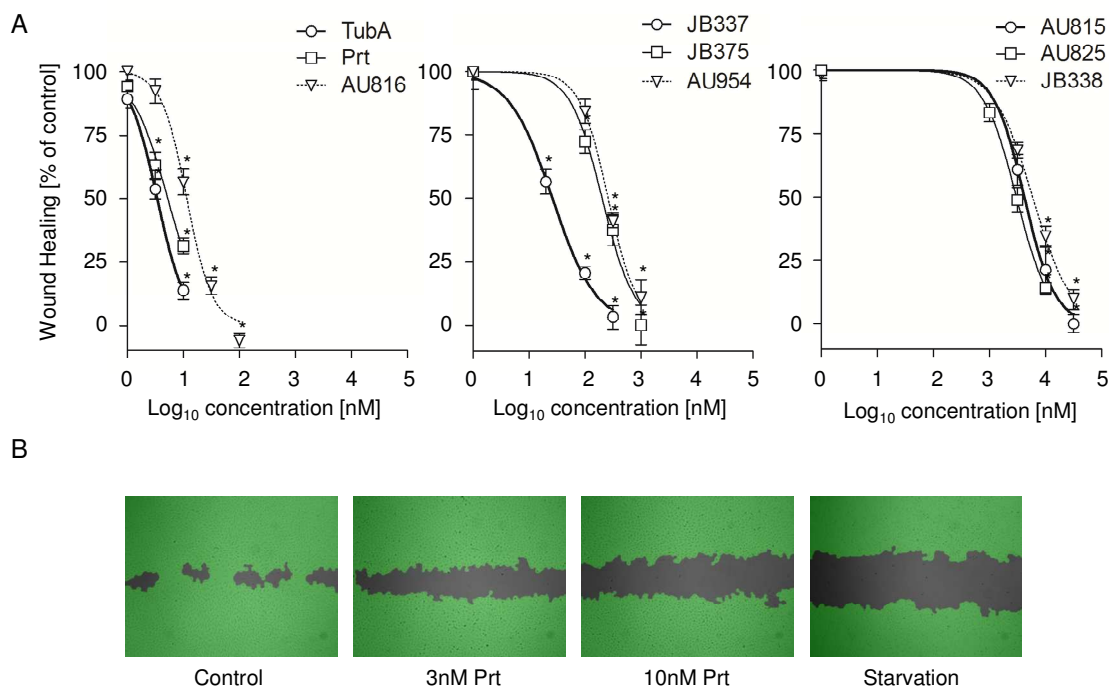 A
TubA
Prt
AU816
JB337
JB375
AU954
AU815
AU825
JB338
Wound Healing [% of control]
100
75
50
25
0
100
75
50
25
0
100
75
50
25
0
* * * * * * *
* * * * * * * *
* * * * *
0 1 2 3 4 5
0 1 2 3 4 5
0 1 2 3 4 5
Log10 concentration [nM]
Log10 concentration [nM]
Log10 concentration [nM]
B
Control
3nM Prt
10nM Prt
Starvation